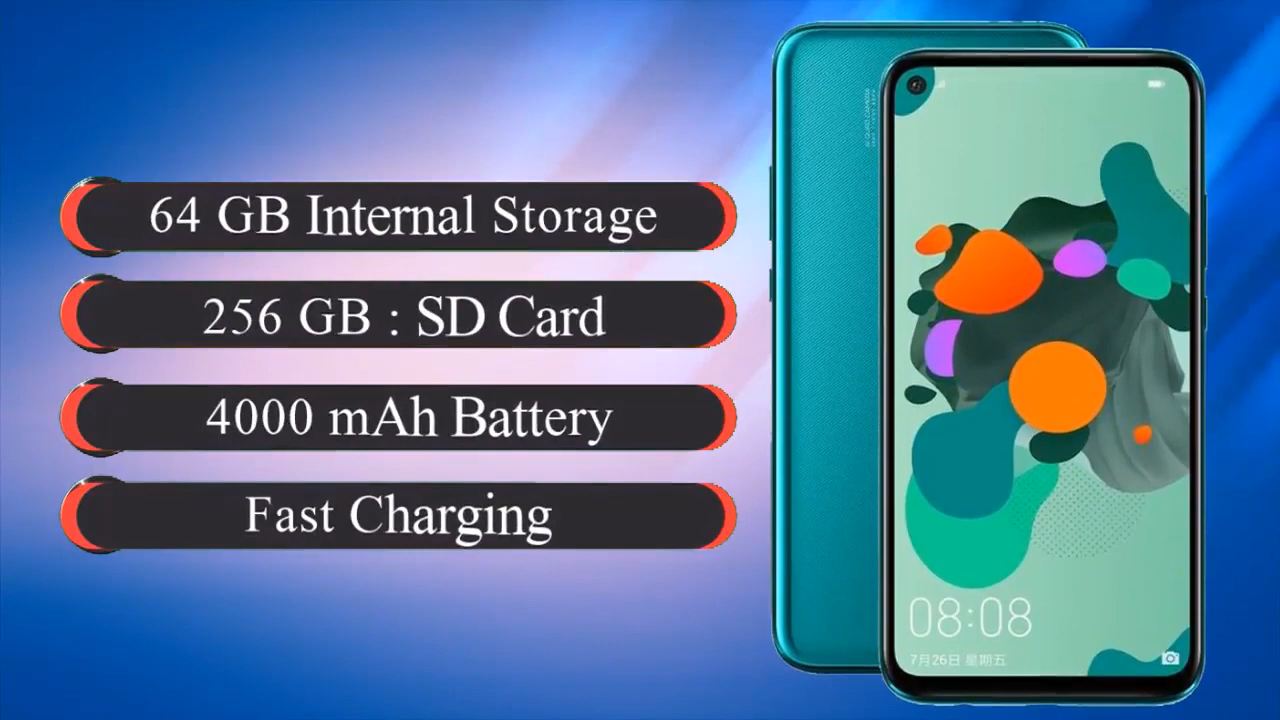 64 GB Internal Storage
256 GB : SD Card
4000 mAh Battery
Fast Charging
08:08
7月26日 星期五